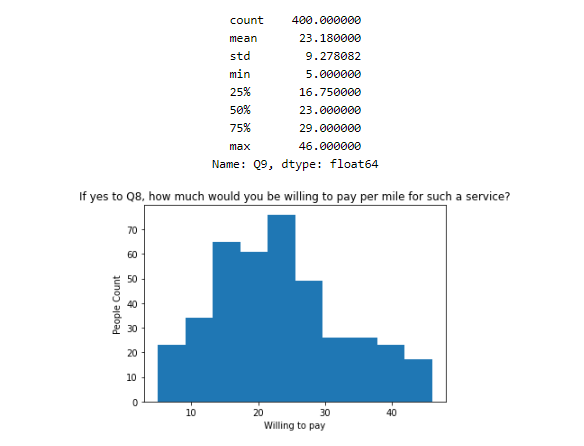 count 400.000000
mean 23.180000
std 9.278082
min 5.000000
25% 16.750000
50% 23.000000
75% 29.000000
max 46.000000
Name: Q9, dtype: float64
If yes to Q8, how much would you be willing to pay per mile for such a service?
70
60
50
40
30
20
10
0
People Count
10 20 30 40
Willing to pay